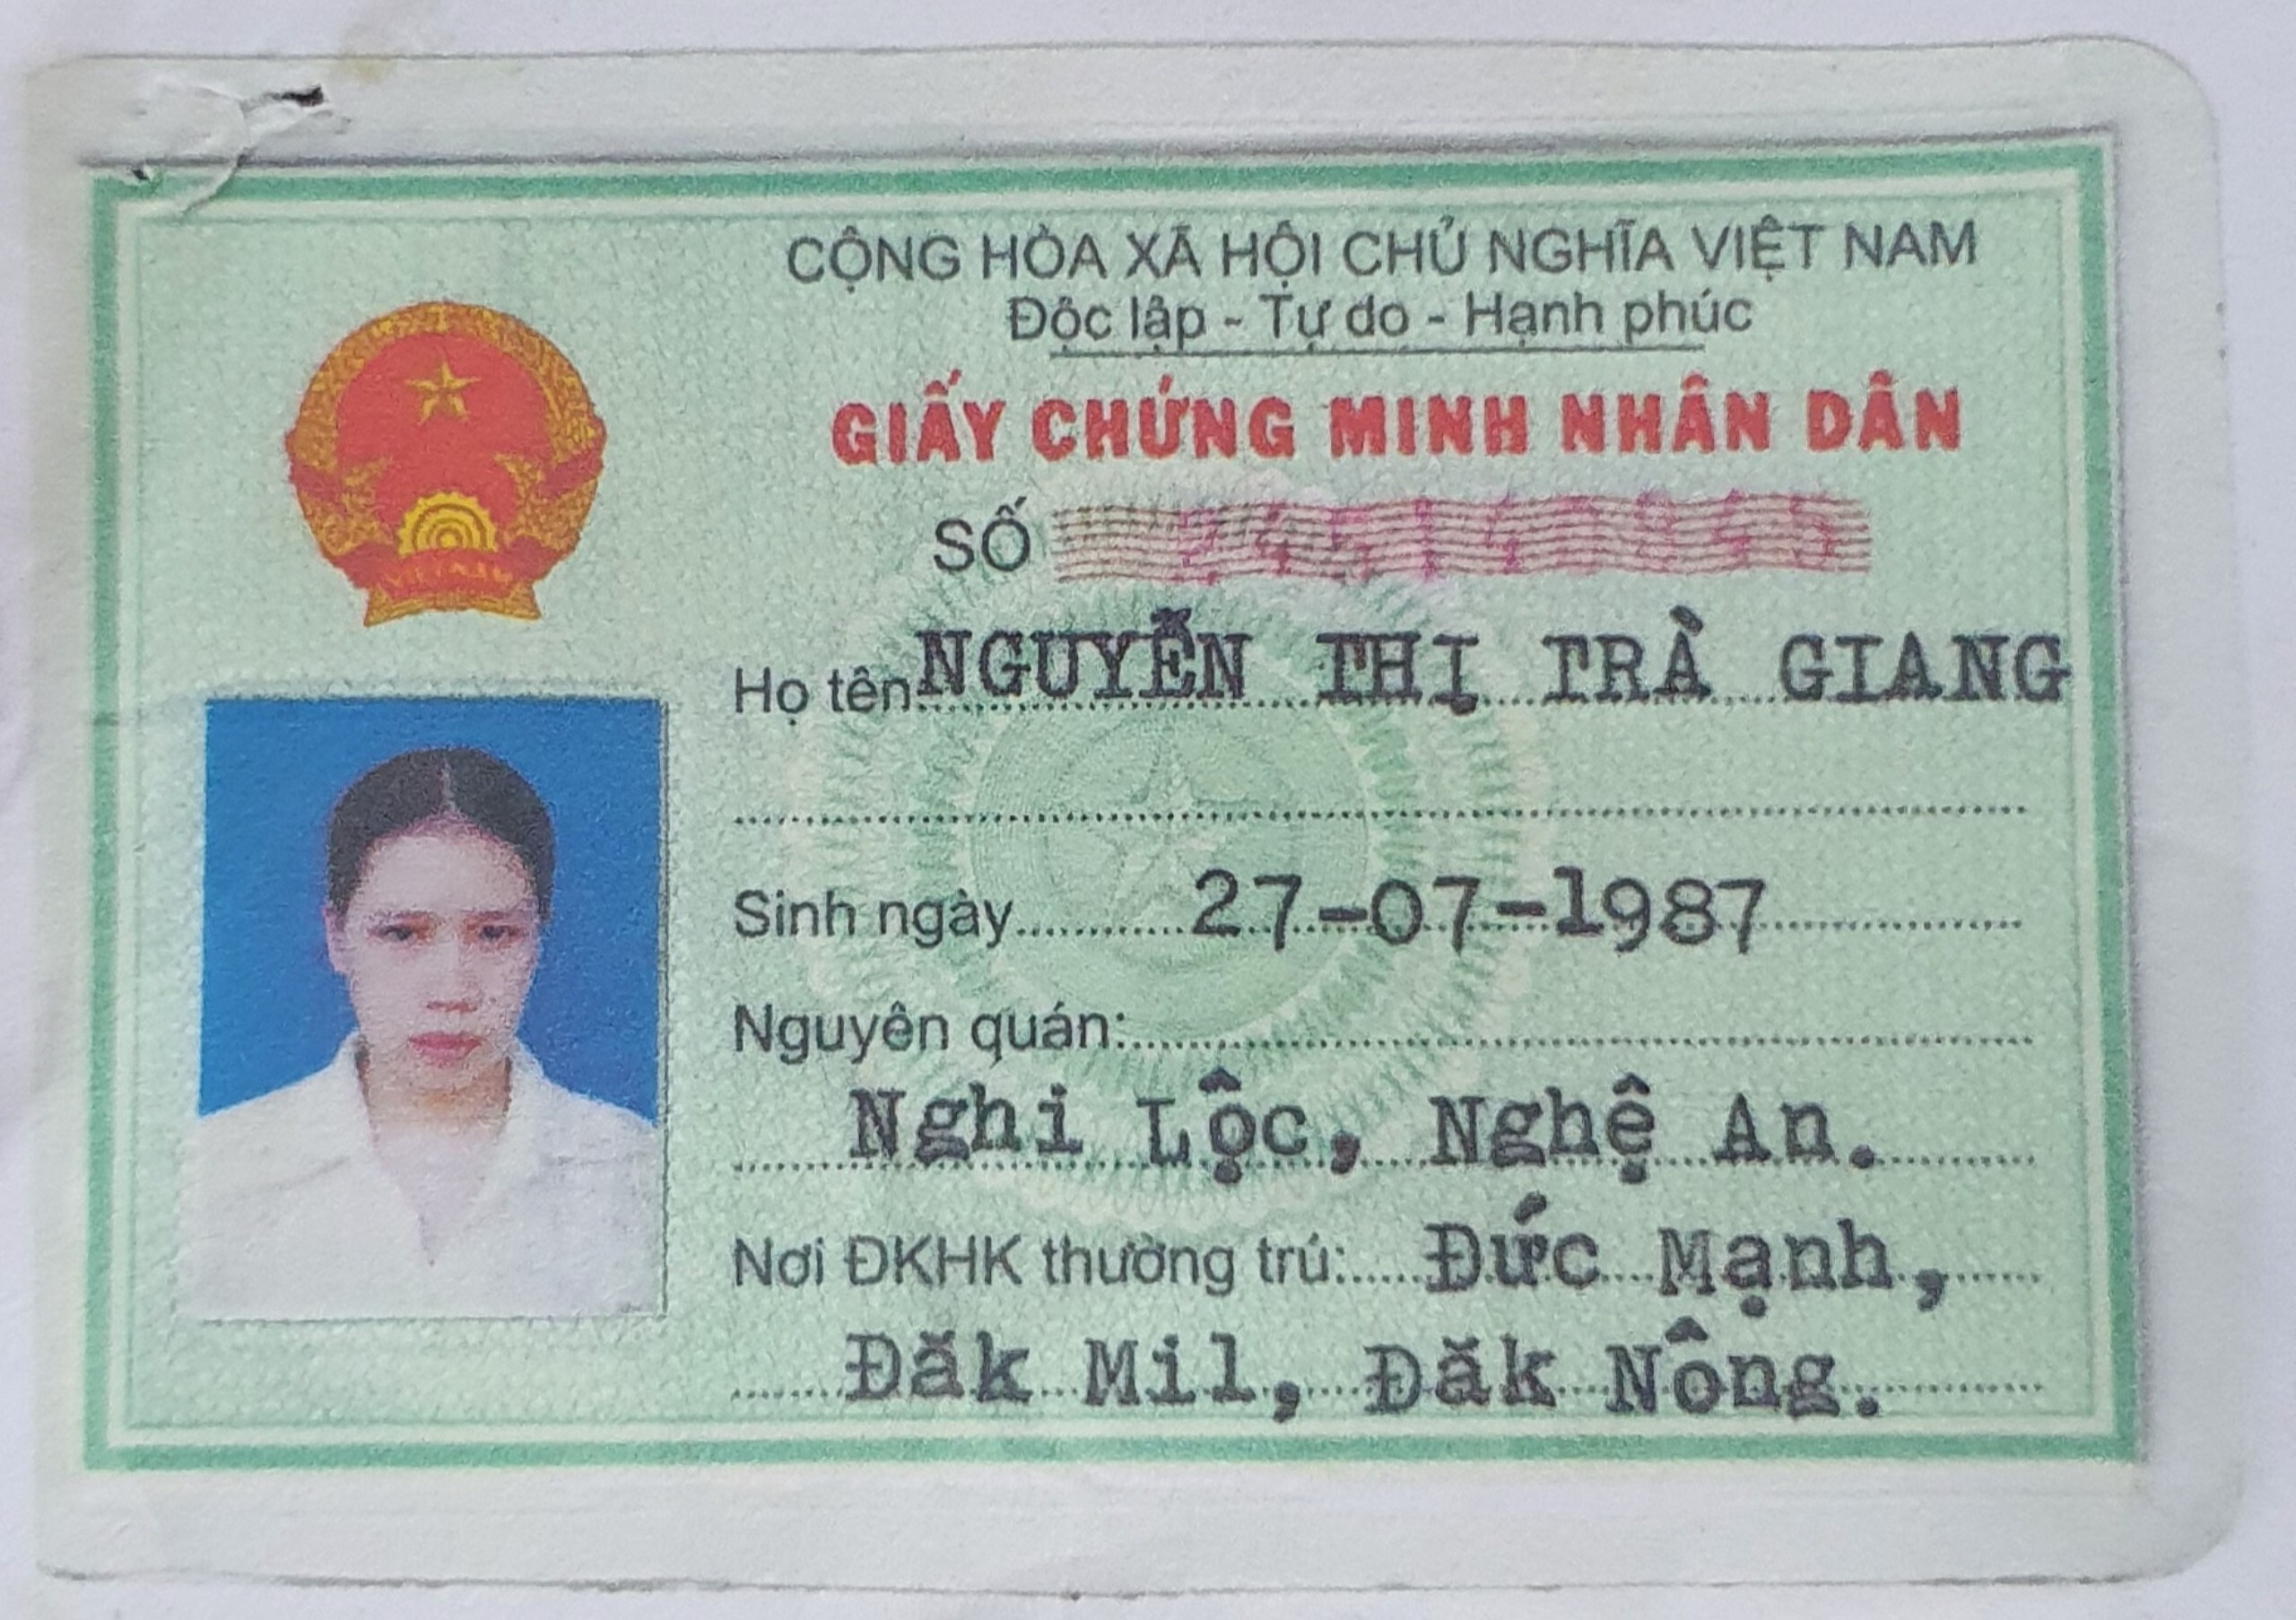 CỘNG HÒA XÃ HỘI CHỦ NGHĨA VIỆT NAM
Độc lập - Tự do - Hạnh phúc
GIẤY CHỨNG MINH NHÂN DÂN
SỐ
VIETNAM
Họ tên NGUYỄN THỊ TRÀ GIANG
Sinh ngày 27-07-1987
Nguyên quán:
Nghi Lộc, Nghệ An.
Nơi ĐKHK thường trú: Đức Mạnh,
Đăk Mil, Đăk Nông.